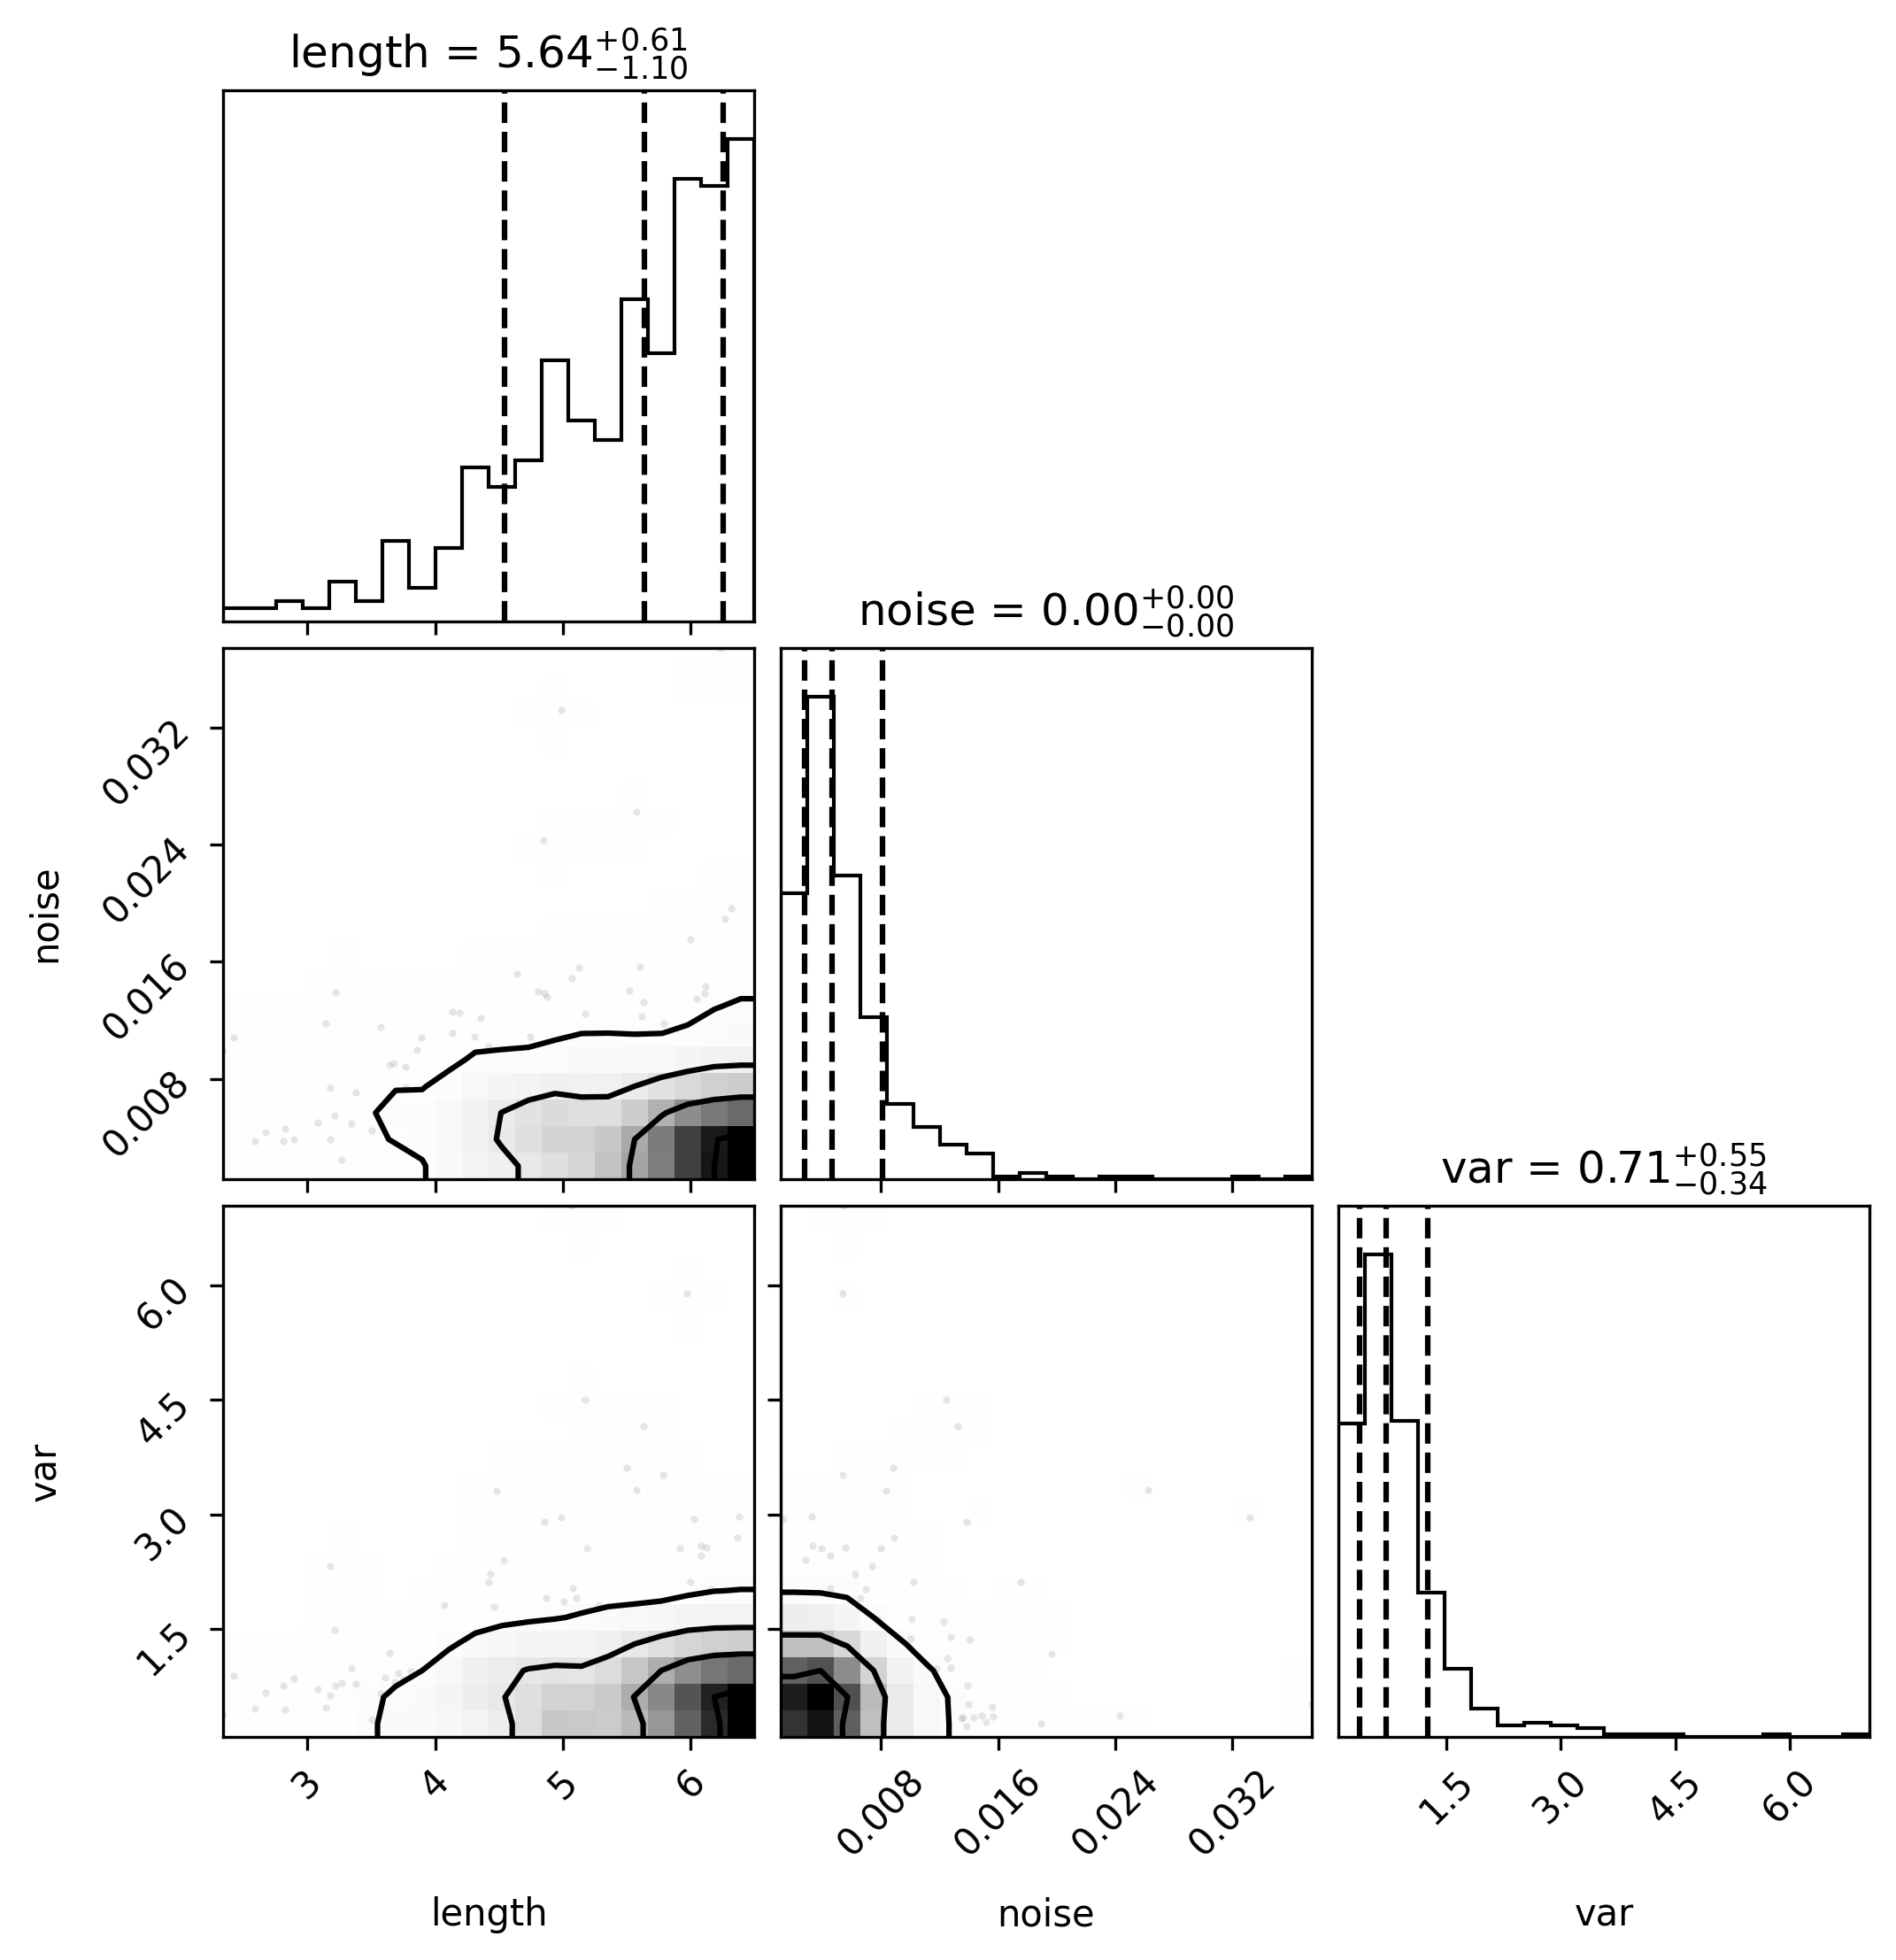 length = 5.64 +0.61 −1.10
noise = 0.00 +0.00 −0.00
0.032
0.024
0.016
0.008
noise
var = 0.71 +0.55 −0.34
6.0
4.5
3.0
1.5
var
3 4 5 6
0.008 0.016 0.024 0.032
1.5 3.0 4.5 6.0
length
noise
var